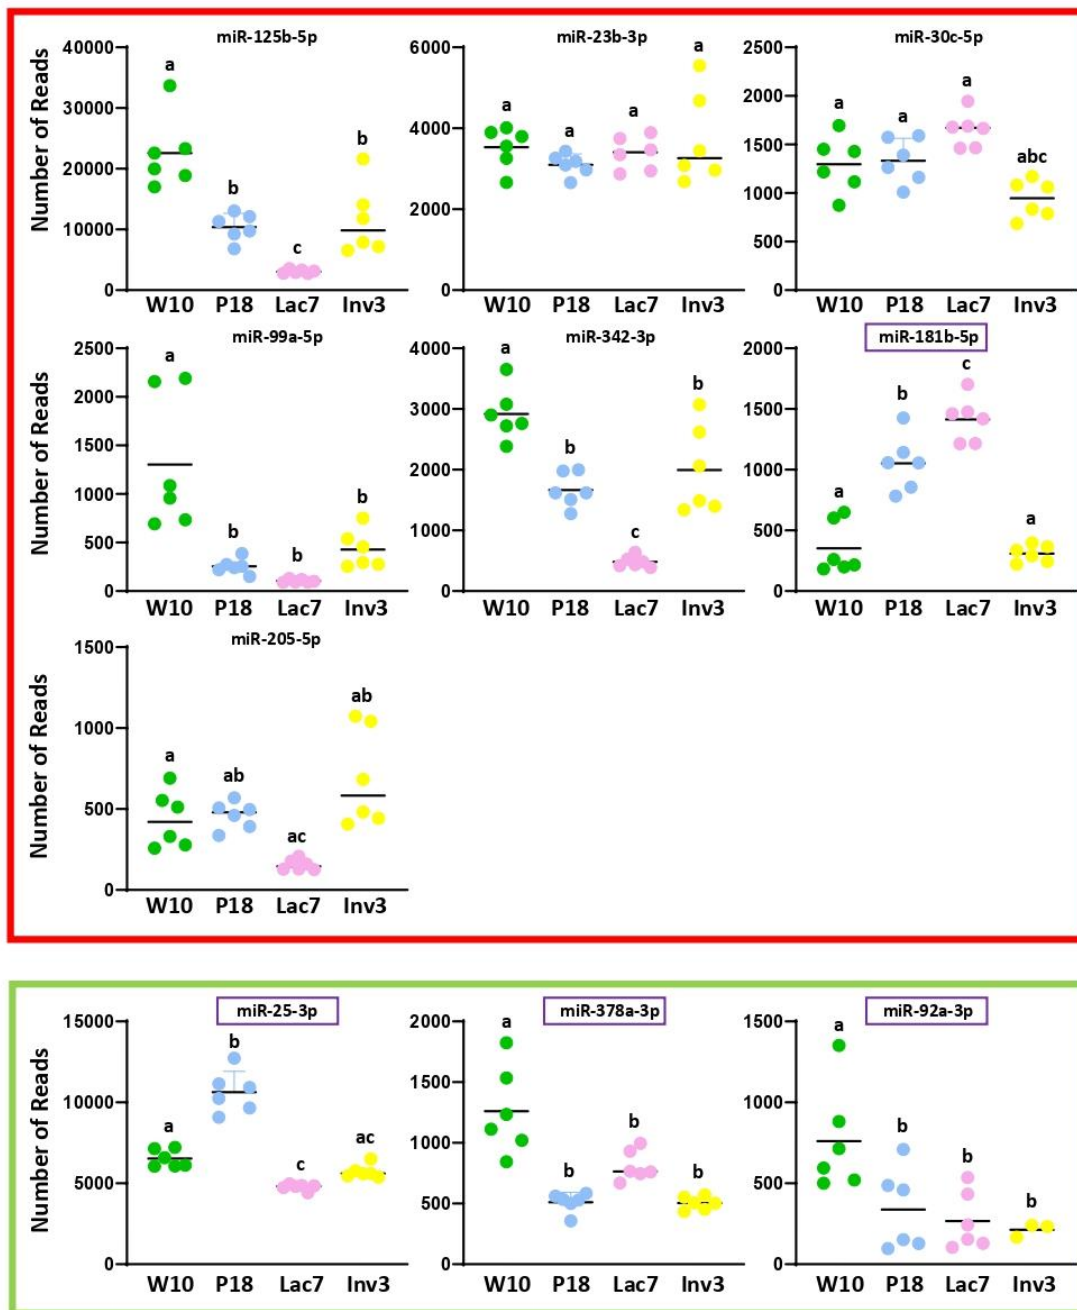 miR-125b-5p miR-23b-3p miR-30c-5p
Number of Reads
40000
30000
20000
10000
0
a b c b
W10 P18 Lac7 Inv3
6000
4000
2000
0
a a a a
W10 P18 Lac7 Inv3
2500
2000
1500
1000
500
0
a a a abc
W10 P18 Lac7 Inv3
miR-99a-5p miR-342-3p miR-181b-5p
Number of Reads
2500
2000
1500
1000
500
0
a b b b
W10 P18 Lac7 Inv3
4000
3000
2000
1000
0
a b c b
W10 P18 Lac7 Inv3
2000
1500
1000
500
0
a b c a
W10 P18 Lac7 Inv3
miR-205-5p
Number of Reads
1500
1000
500
0
a ab ac ab
W10 P18 Lac7 Inv3
miR-25-3p miR-378a-3p miR-92a-3p
Number of Reads
15000
10000
5000
0
a b c ac
W10 P18 Lac7 Inv3
2000
1500
1000
500
0
a b b b
W10 P18 Lac7 Inv3
1500
1000
500
0
a b b b
W10 P18 Lac7 Inv3